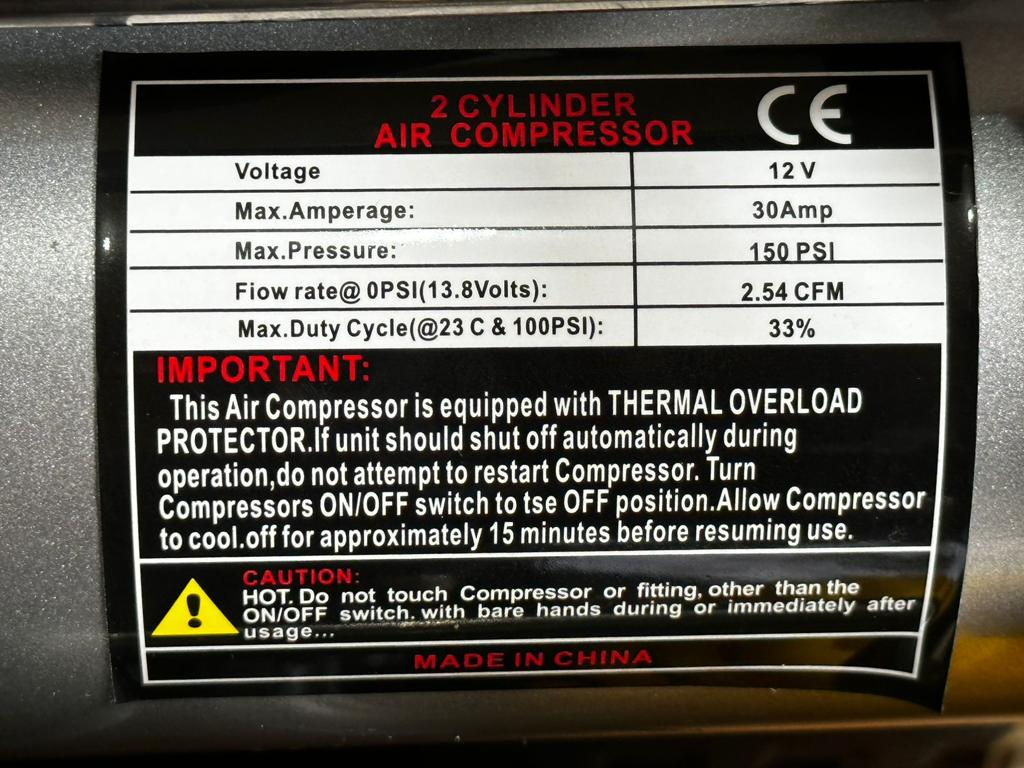 2 CYLINDER
AIR COMPRESSOR
CE
Voltage 12 V
Max.Amperage: 30Amp
Max.Pressure: 150 PSI
Fiow rate@ 0PSI(13.8Volts): 2.54 CFM
Max.Duty Cycle(@23 C & 100PSI): 33%
IMPORTANT:
This Air Compressor is equipped with THERMAL OVERLOAD
PROTECTOR.If unit should shut off automatically during
operation,do not attempt to restart Compressor. Turn
Compressors ON/OFF switch to tse OFF position.Allow Compressor
to cool.off for approximately 15 minutes before resuming use.
CAUTION:
HOT. Do not touch Compressor or fitting, other than the
ON/OFF switch. with bare hands during or immediately after
usage...
MADE IN CHINA